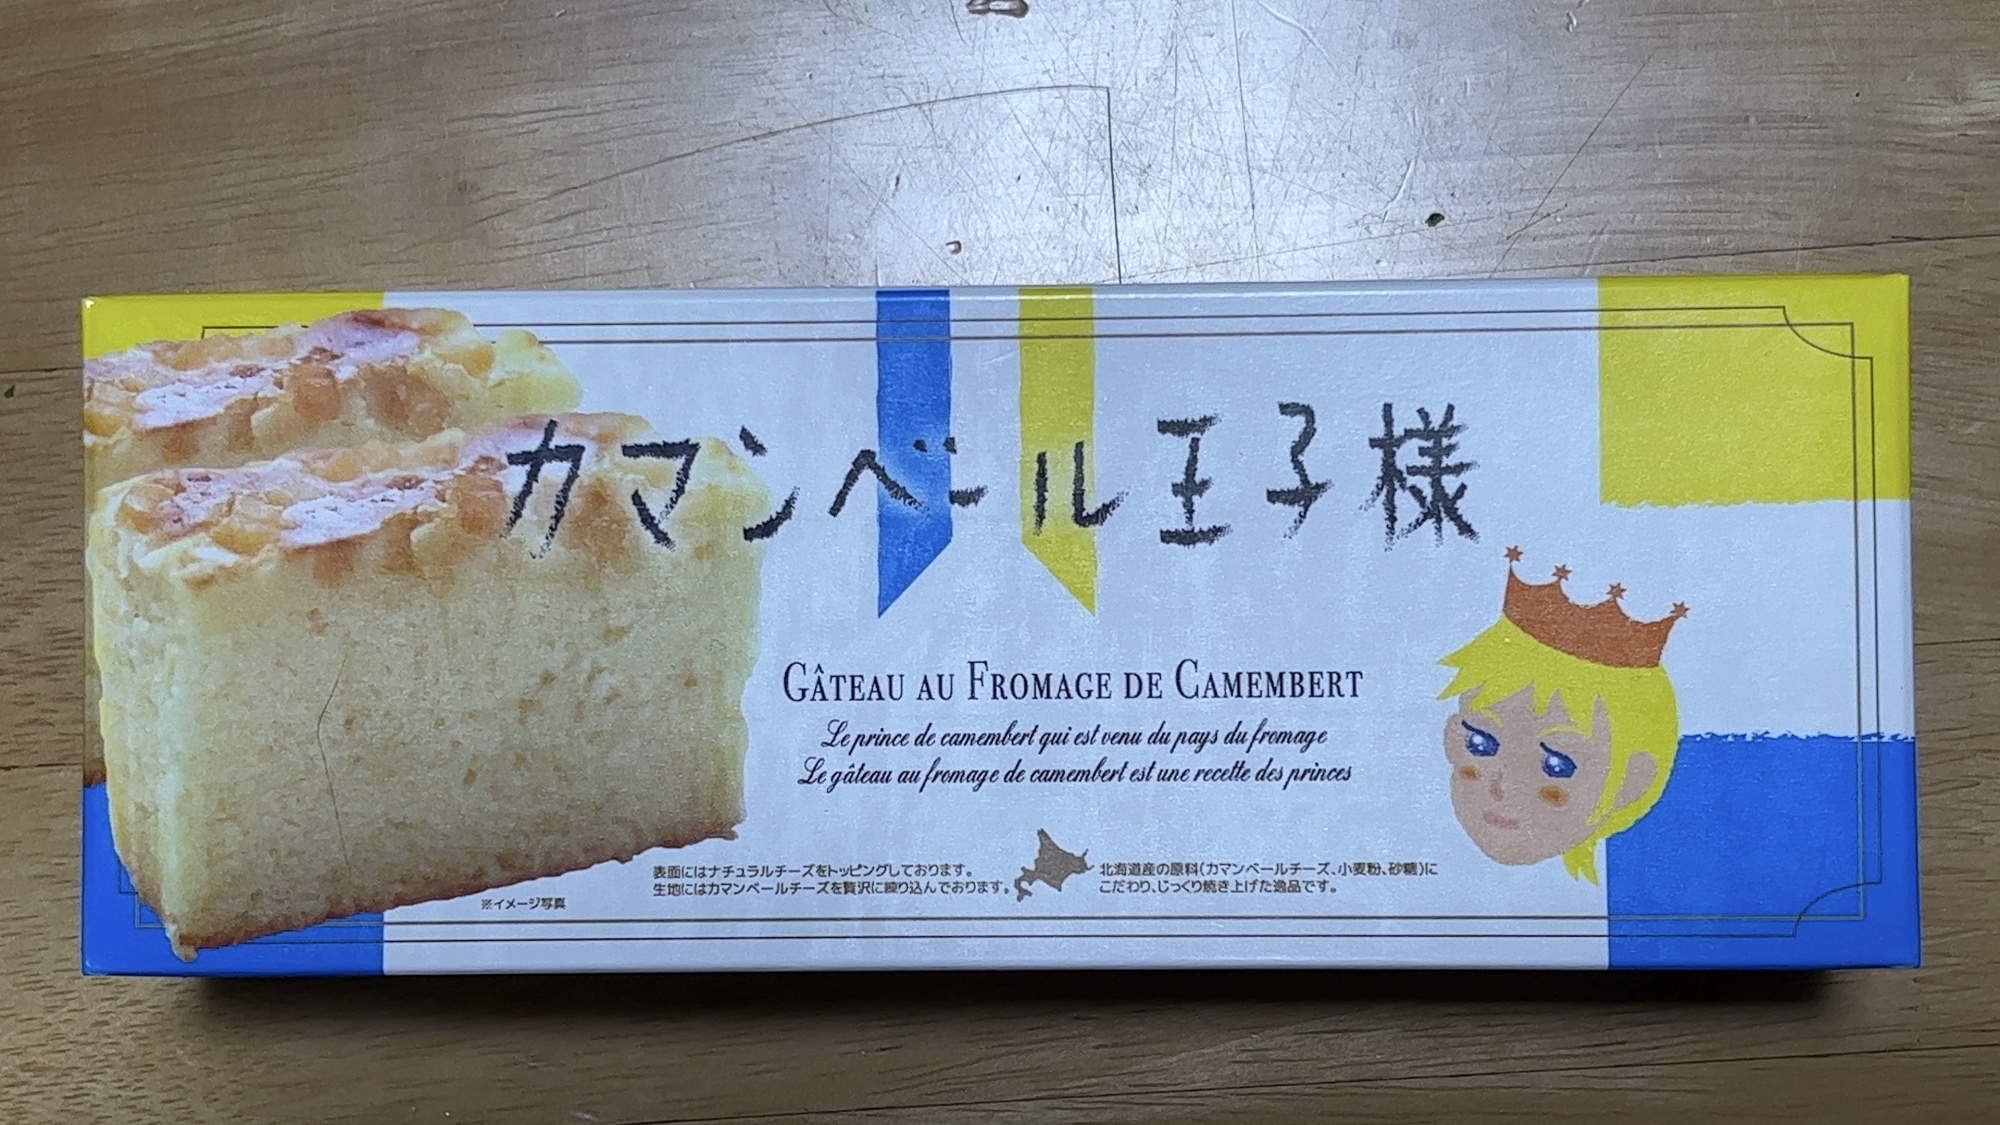 カマンベール王子様
GÂTEAU AU FROMAGE DE CAMEMBERT
Le prince de camembert qui est venu du pays du fromage
Le gâteau au fromage de camembert est une recette des princes
表面にはナチュラルチーズをトッピングしております。
生地にはカマンベールチーズを贅沢に練り込んでおります。
北海道産の原料(カマンベールチーズ、小麦粉、砂糖)に
こだわり、じっくり焼き上げた逸品です。
※イメージ写真